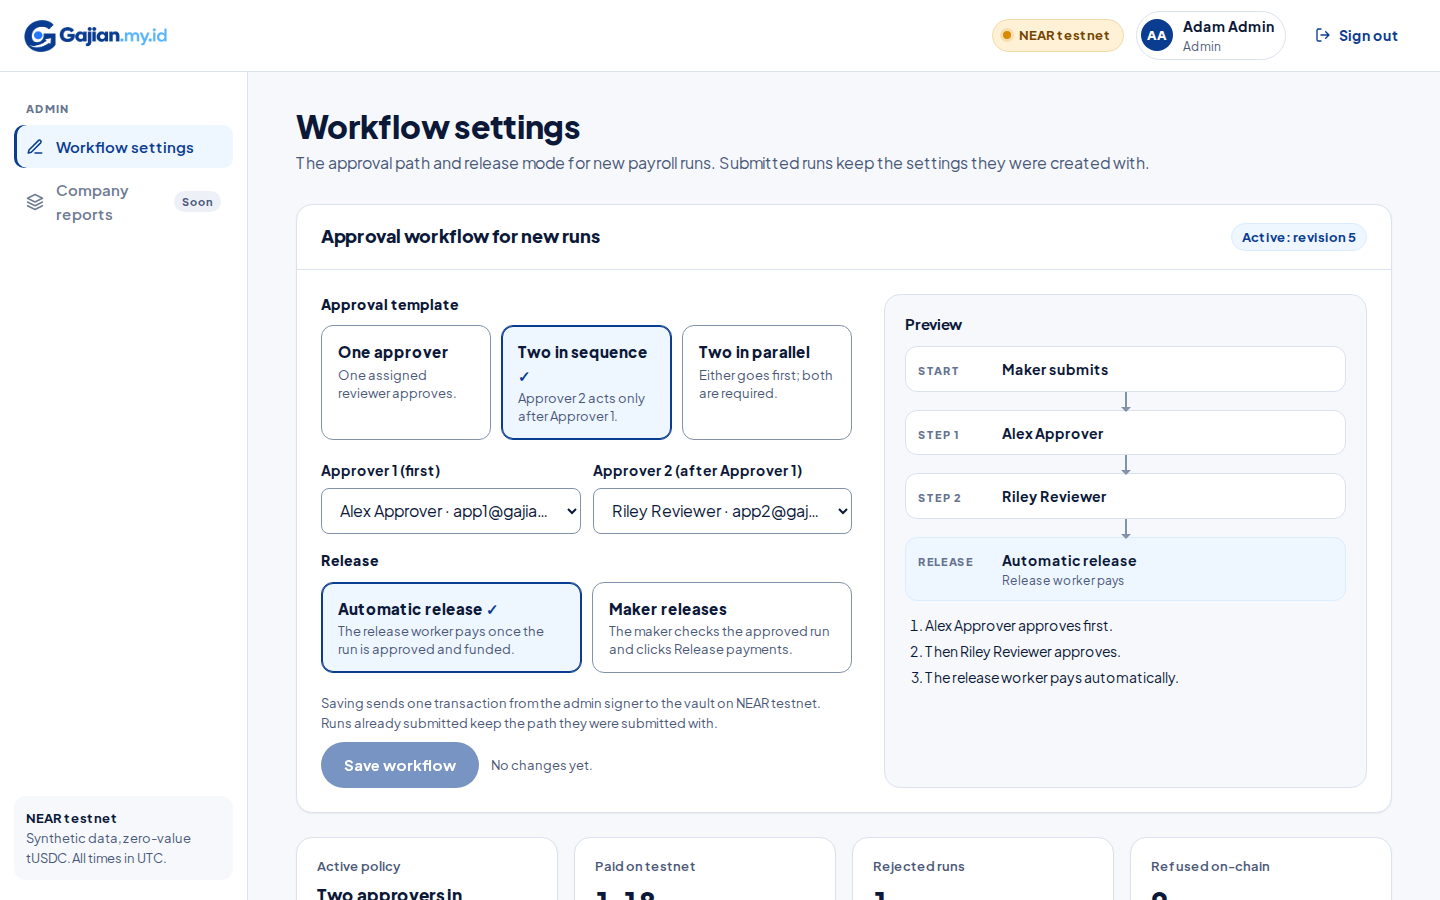 Gajian.my.id
NEAR testnet
AA
Adam Admin
Admin
Sign out
ADMIN
Workflow settings
Company
reports
Soon
NEAR testnet
Synthetic data, zero-value
tUSDC. All times in UTC.
Workflow settings
The approval path and release mode for new payroll runs. Submitted runs keep the settings they were created with.
Approval workflow for new runs
Active: revision 5
Approval template
One approver
One assigned
reviewer approves.
Two in sequence
✓
Approver 2 acts only
after Approver 1.
Two in parallel
Either goes first; both
are required.
Approver 1 (first)
Alex Approver · app1@gajia...
Approver 2 (after Approver 1)
Riley Reviewer · app2@gaj...
Release
Automatic release ✓
The release worker pays once the
run is approved and funded.
Maker releases
The maker checks the approved run
and clicks Release payments.
Saving sends one transaction from the admin signer to the vault on NEAR testnet.
Runs already submitted keep the path they were submitted with.
Save workflow
No changes yet.
Preview
START
Maker submits
STEP 1
Alex Approver
STEP 2
Riley Reviewer
RELEASE
Automatic release
Release worker pays
1. Alex Approver approves first.
2. Then Riley Reviewer approves.
3. The release worker pays automatically.
Active policy
Two approvers in
Paid on testnet
Rejected runs
Refused on-chain